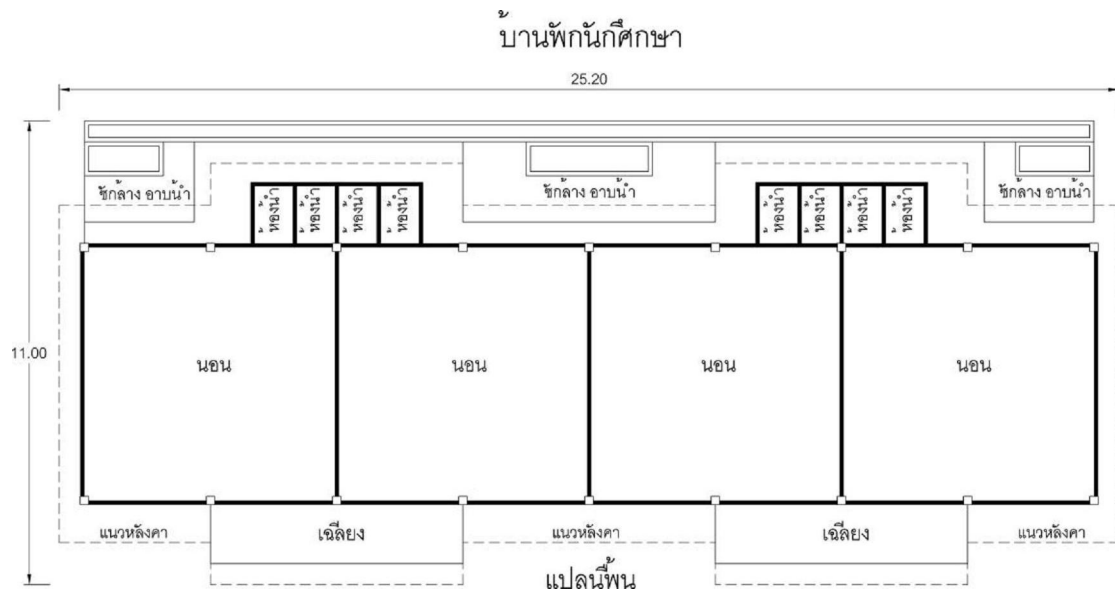 บ้านพักนักศึกษา
25.20
ซักล้าง อาบน้ำ ซักล้าง อาบน้ำ ซักล้าง อาบน้ำ
ห้องน้ำ ห้องน้ำ ห้องน้ำ ห้องน้ำ ห้องน้ำ ห้องน้ำ ห้องน้ำ ห้องน้ำ
11.00
นอน นอน นอน นอน
แนวหลังคา เฉลียง แนวหลังคา เฉลียง แนวหลังคา
แปลนพื้น